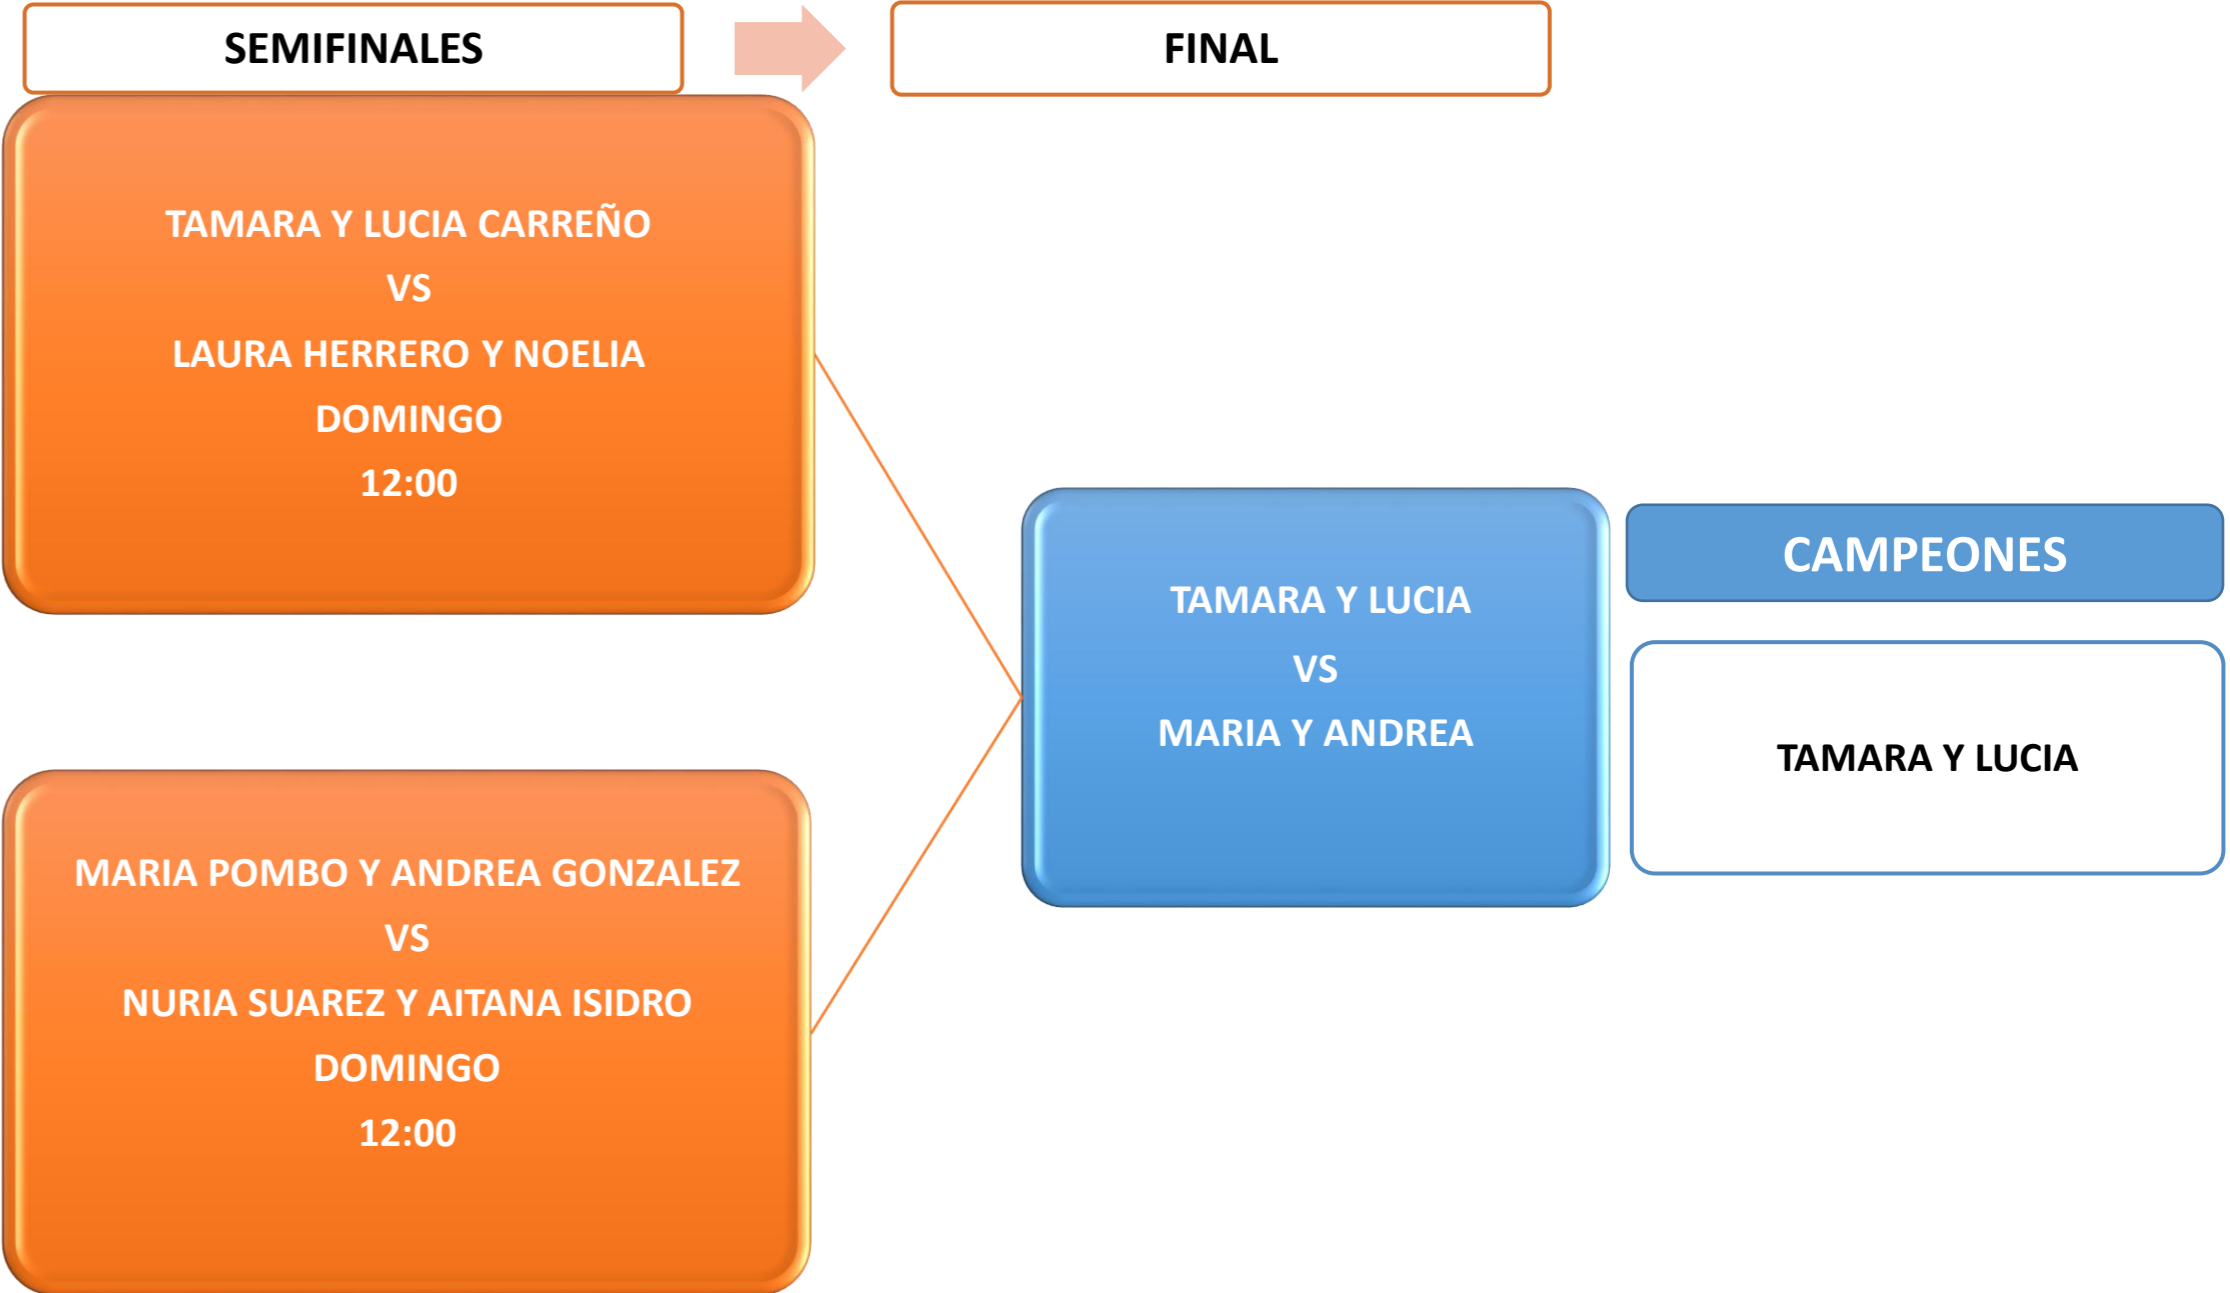 SEMIFINALES
FINAL
TAMARA Y LUCIA CARREÑO
VS
LAURA HERRERO Y NOELIA
DOMINGO
12:00
MARIA POMBO Y ANDREA GONZALEZ
VS
NURIA SUAREZ Y AITANA ISIDRO
DOMINGO
12:00
TAMARA Y LUCIA
VS
MARIA Y ANDREA
CAMPEONES
TAMARA Y LUCIA